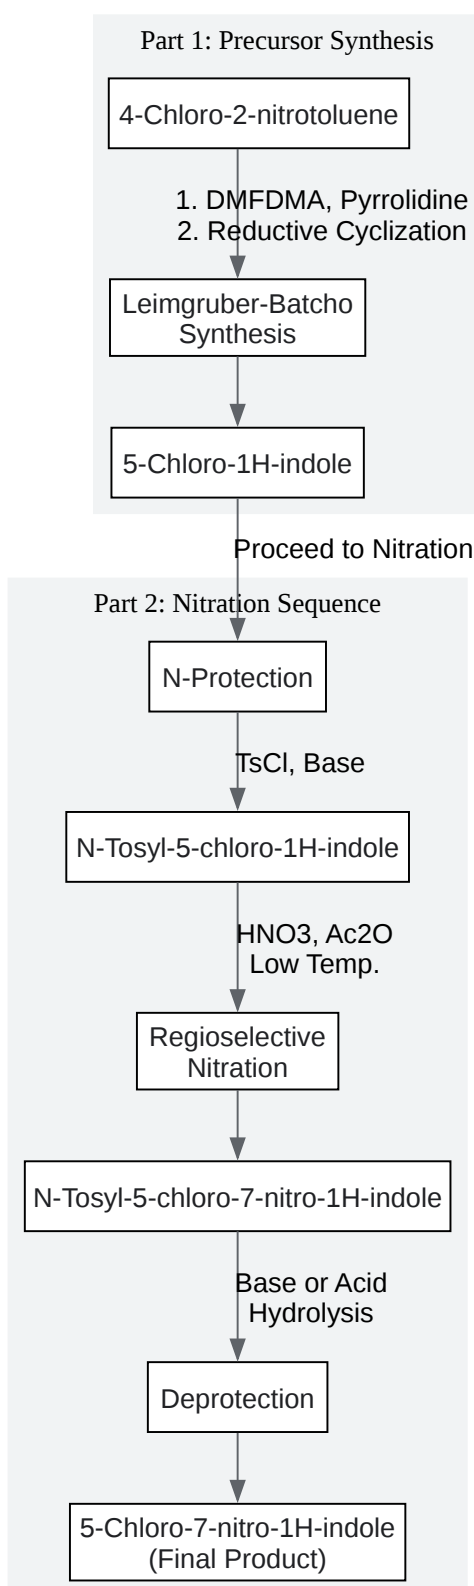 Part 1: Precursor Synthesis
4-Chloro-2-nitrotoluene
1. DMFDMA, Pyrrolidine
2. Reductive Cyclization
Leimgruber-Batcho
Synthesis
5-Chloro-1H-indole
Proceed to Nitration
Part 2: Nitration Sequence
N-Protection
TsCl, Base
N-Tosyl-5-chloro-1H-indole
HNO3, Ac2O
Low Temp.
Regioselective
Nitration
N-Tosyl-5-chloro-7-nitro-1H-indole
Base or Acid
Hydrolysis
Deprotection
5-Chloro-7-nitro-1H-indole
(Final Product)